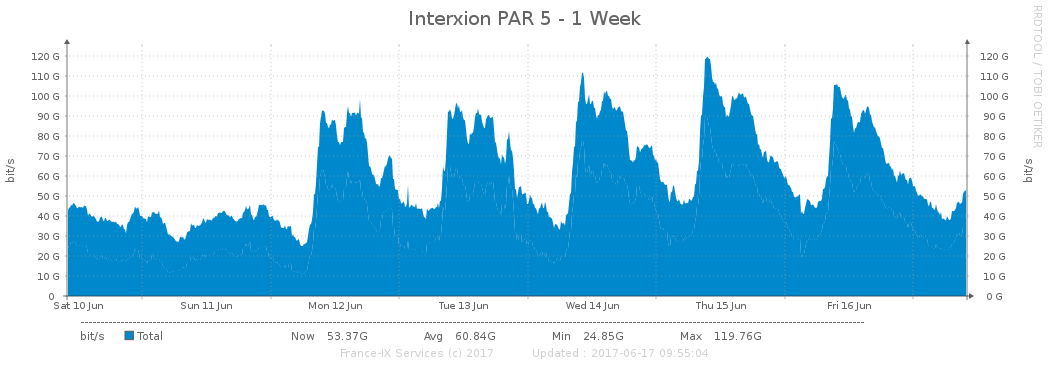 Interxion PAR 5 - 1 Week
RRDTOOL / TOBI OETIKER
bit/s
120 G 120 G
110 G 110 G
100 G 100 G
90 G 90 G
80 G 80 G
70 G 70 G
60 G 60 G
50 G 50 G
40 G 40 G
30 G 30 G
20 G 20 G
10 G 10 G
0 0 G
bit/s
Sat 10 Jun Sun 11 Jun Mon 12 Jun Tue 13 Jun Wed 14 Jun Thu 15 Jun Fri 16 Jun
bit/s Total Now 53.37G Avg 60.84G Min 24.85G Max 119.76G
France-IX Services (c) 2017 Updated : 2017-06-17 09:55:04